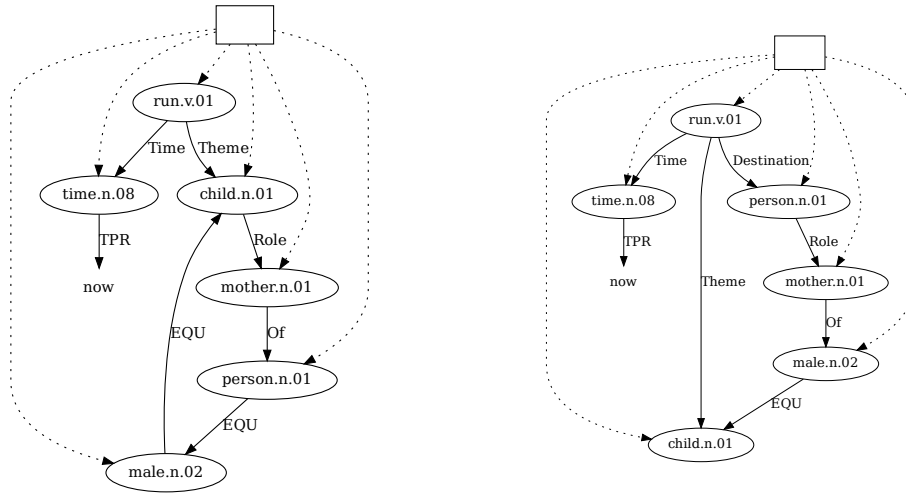 run.v.01
Time
Theme
time.n.08
child.n.01
TPR
Role
now
mother.n.01
EQU
Of
person.n.01
EQU
male.n.02
run.v.01
Time
Destination
time.n.08
person.n.01
TPR
Role
now
Theme
mother.n.01
Of
male.n.02
EQU
child.n.01